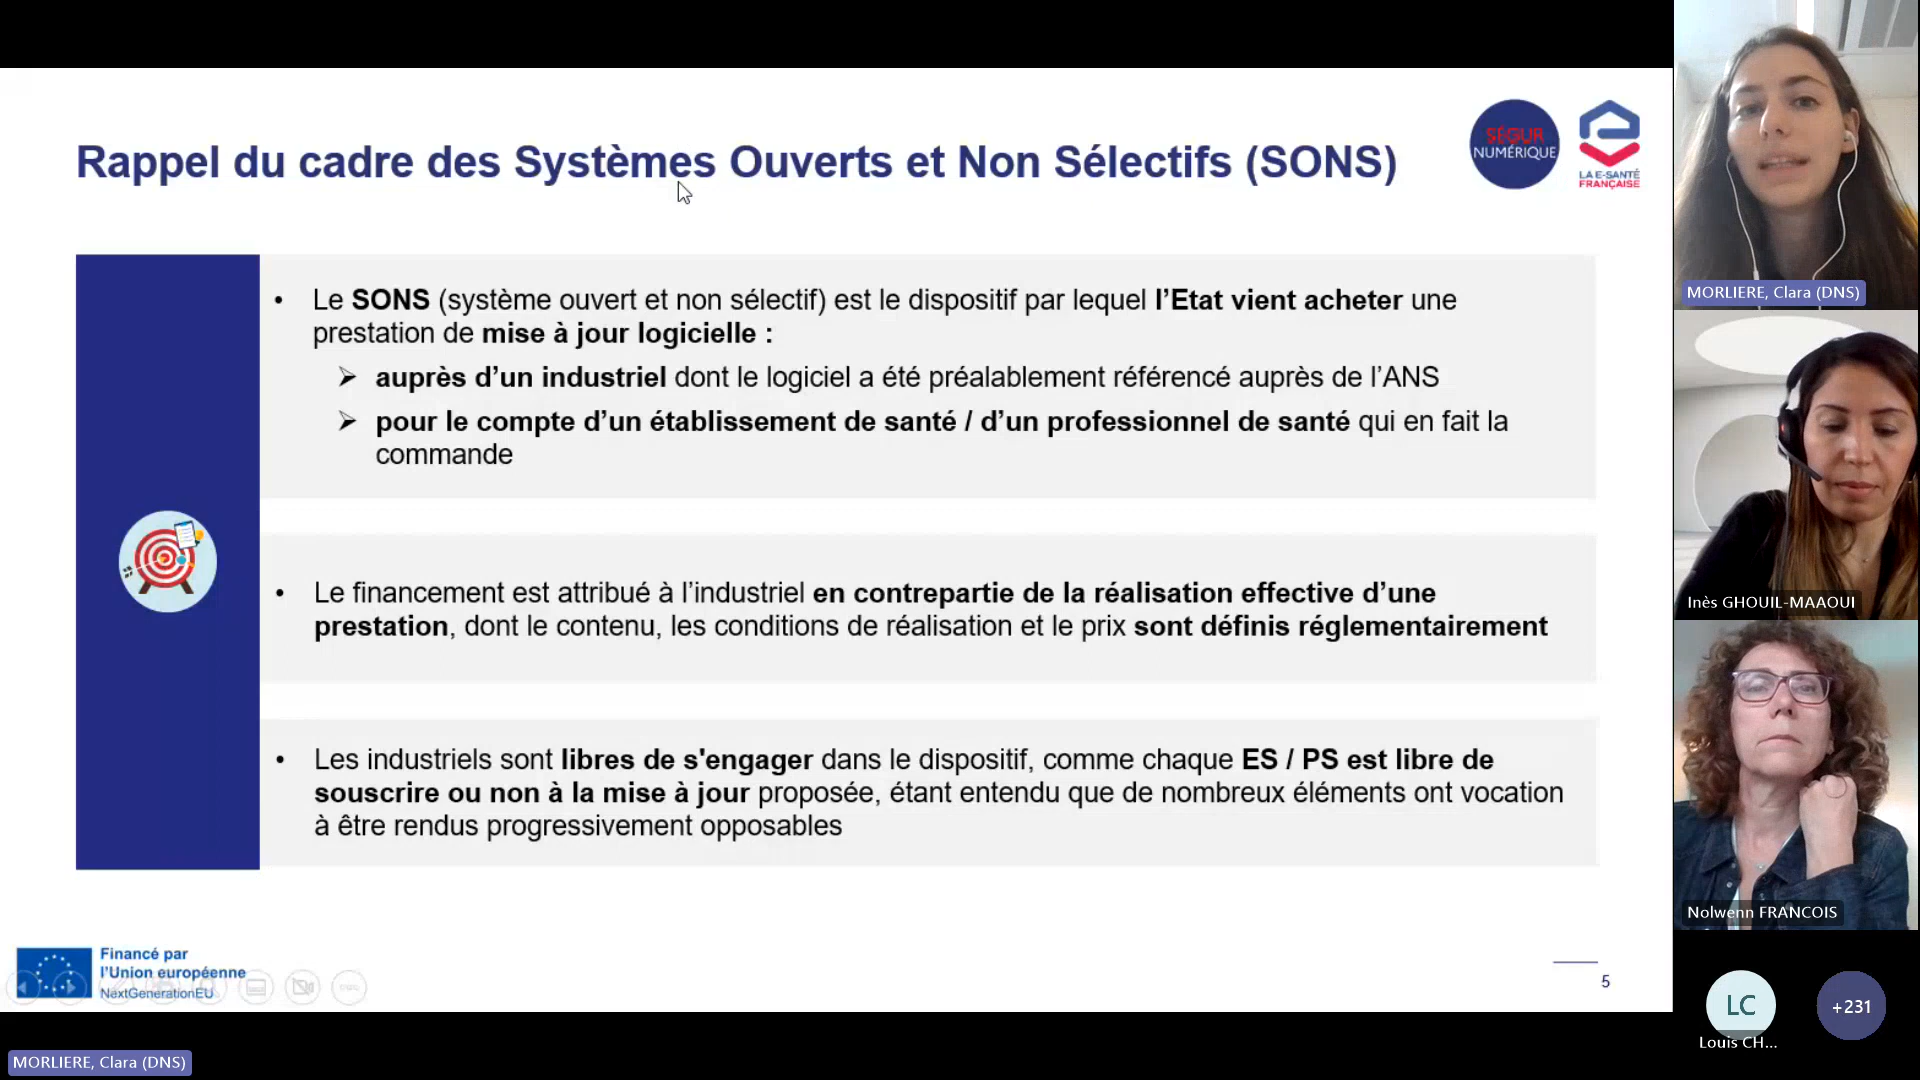 Rappel du cadre des Systèmes Ouverts et Non Sélectifs (SONS)
SÉGUR
NUMÉRIQUE
LA E-SANTÉ
FRANÇAISE
• Le SONS (système ouvert et non sélectif) est le dispositif par lequel l’Etat vient acheter une
prestation de mise à jour logicielle :
➢ auprès d’un industriel dont le logiciel a été préalablement référencé auprès de l’ANS
➢ pour le compte d’un établissement de santé / d’un professionnel de santé qui en fait la
commande
• Le financement est attribué à l’industriel en contrepartie de la réalisation effective d’une
prestation, dont le contenu, les conditions de réalisation et le prix sont définis réglementairement
• Les industriels sont libres de s'engager dans le dispositif, comme chaque ES / PS est libre de
souscrire ou non à la mise à jour proposée, étant entendu que de nombreux éléments ont vocation
à être rendus progressivement opposables
Financé par
l’Union européenne
NextGenerationEU
5
MORLIERE, Clara (DNS)
MORLIERE, Clara (DNS)
Inès GHOUIL-MAAOUI
Nolwenn FRANCOIS
LC
Louis CH...
+231